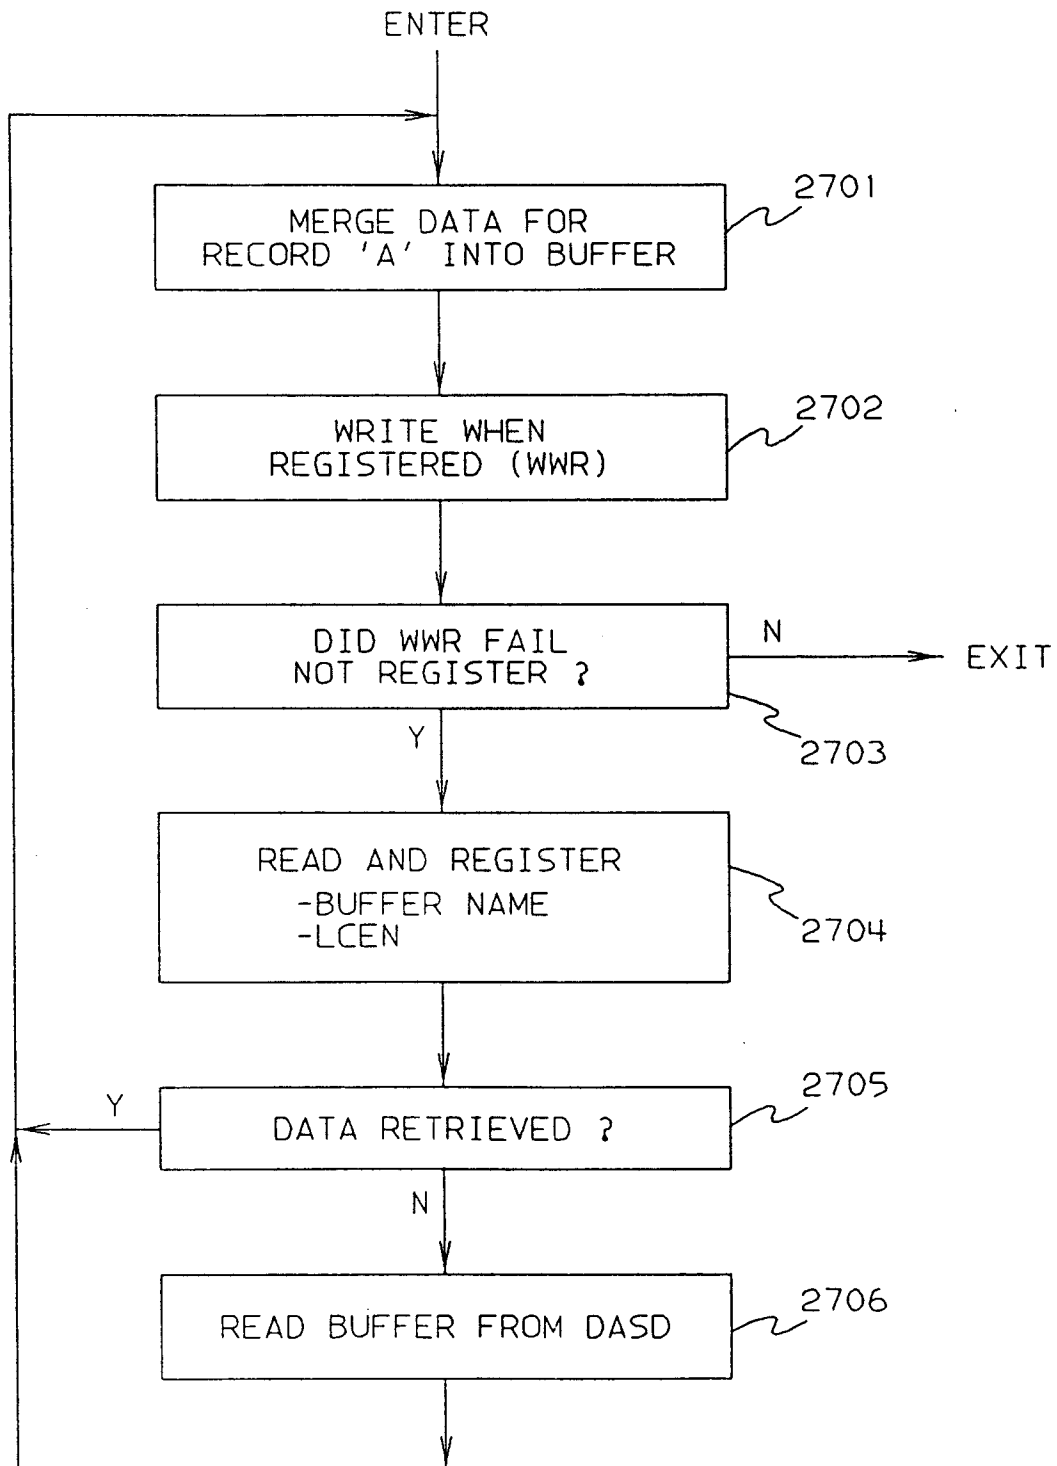 ENTER
2701
MERGE DATA FOR
RECORD 'A' INTO BUFFER
2702
WRITE WHEN
REGISTERED (WWR)
DID WWR FAIL
NOT REGISTER ?
N
EXIT
2703
Y
READ AND REGISTER
-BUFFER NAME
-LCEN
2704
2705
Y
DATA RETRIEVED ?
N
2706
READ BUFFER FROM DASD